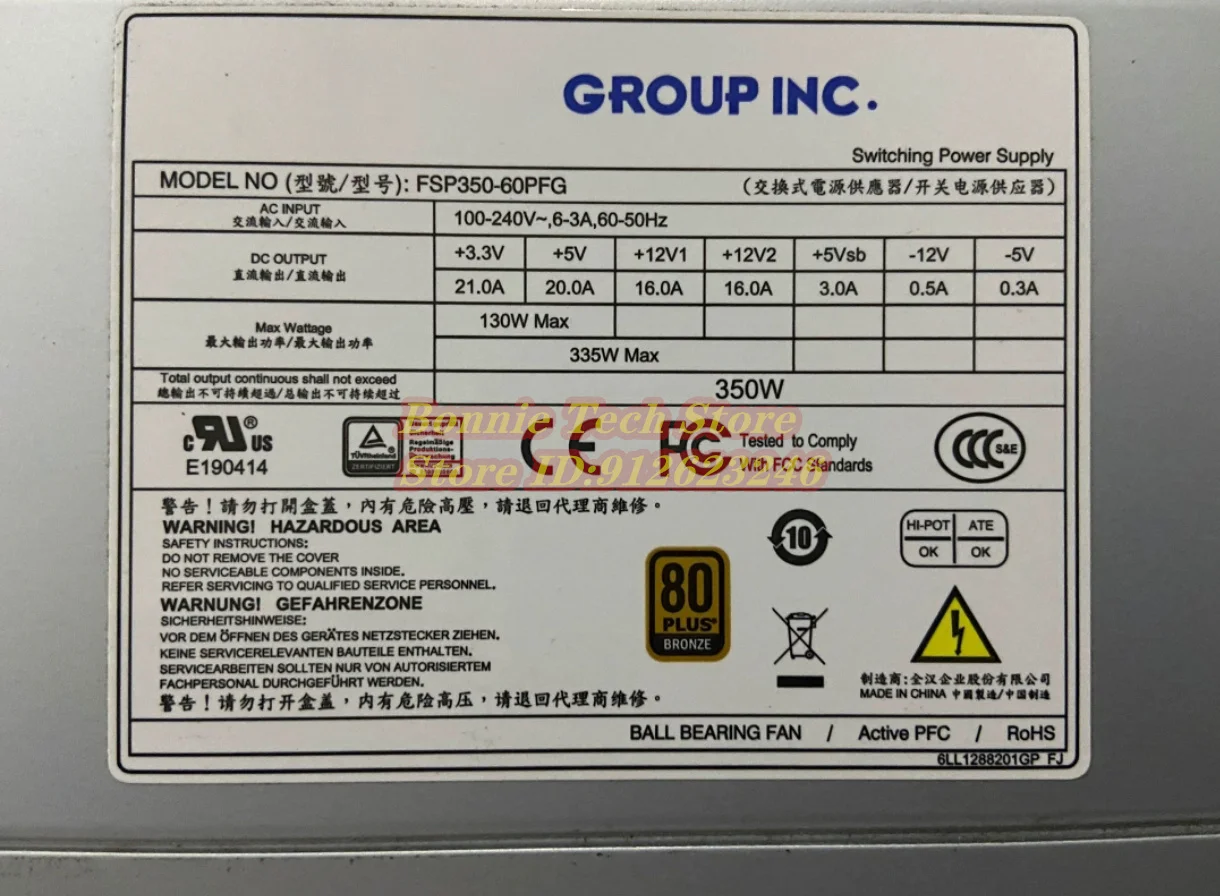 GROUP INC.
Switching Power Supply
MODEL NO (型號/型号): FSP350-60PFG (交换式電源供應器/开关电源供应器)
AC INPUT
交流輸入/交流输入
100-240V~,6-3A,60-50Hz
DC OUTPUT
直流輸出/直流输出
+3.3V +5V +12V1 +12V2 +5Vsb -12V -5V
21.0A 20.0A 16.0A 16.0A 3.0A 0.5A 0.3A
Max Wattage
最大輸出功率/最大输出功率
130W Max
335W Max
Total output continuous shall not exceed
總輸出不可持續超過/总输出不可持续超过
350W
Bonnie Tech Store
Store ID:912623246
c RU ® US
E190414
TÜVRheinland
ZERTIFIZIERT
Sicherheit
Regelmäßige
Produktions-
CE
FC
Tested to Comply
With FCC Standards
CCC S&E
警告！請勿打開盒蓋，內有危險高壓，請退回代理商維修。
WARNING! HAZARDOUS AREA
SAFETY INSTRUCTIONS:
DO NOT REMOVE THE COVER
NO SERVICEABLE COMPONENTS INSIDE.
REFER SERVICING TO QUALIFIED SERVICE PERSONNEL.
WARNUNG! GEFAHRENZONE
SICHERHEITSHINWEISE:
VOR DEM ÖFFNEN DES GERÄTES NETZSTECKER ZIEHEN.
KEINE SERVICERELEVANTEN BAUTEILE ENTHALTEN.
SERVICEARBEITEN SOLLTEN NUR VON AUTORISIERTEM
FACHPERSONAL DURCHGEFÜHRT WERDEN.
警告！请勿打开盒盖，内有危险高压，请退回代理商维修。
80
PLUS®
BRONZE
10
HI-POT ATE
OK OK
制造商:全汉企业股份有限公司
MADE IN CHINA 中國製造/中国制造
BALL BEARING FAN / Active PFC / RoHS
6LL1288201GP FJ